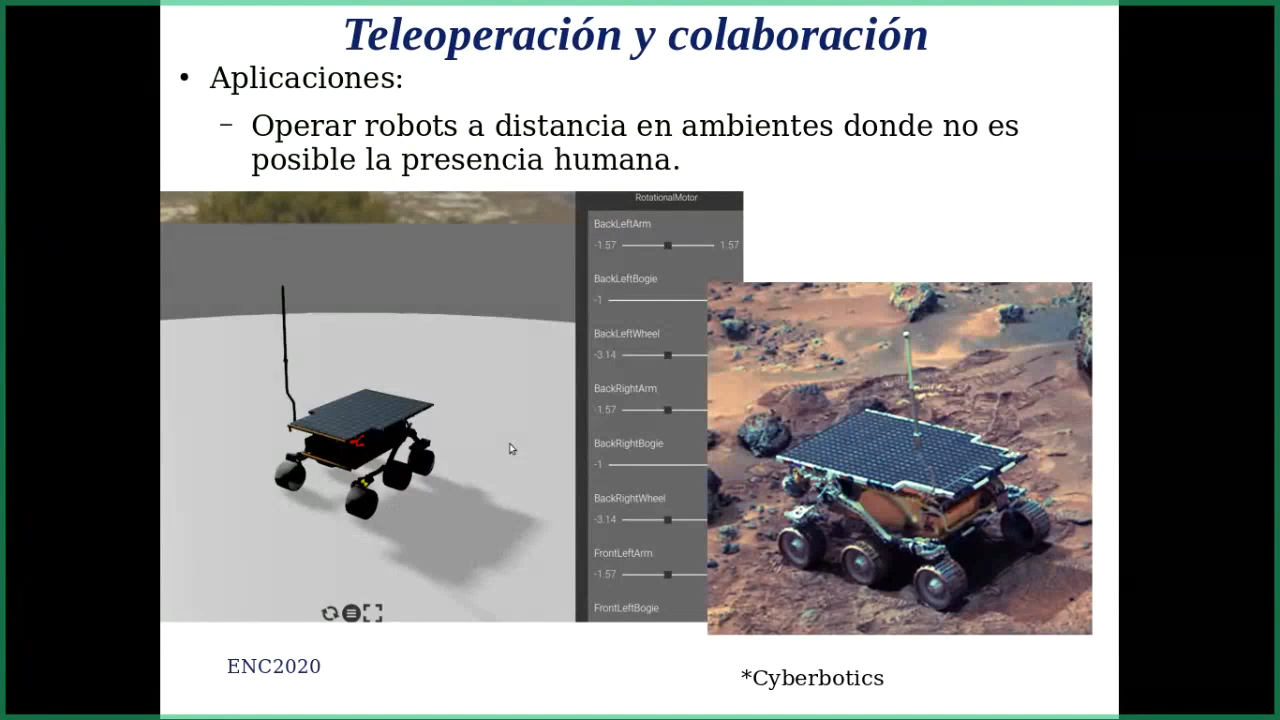 Teleoperación y colaboración
• Aplicaciones:
– Operar robots a distancia en ambientes donde no es
posible la presencia humana.
RotationalMotor
BackLeftArm
-1.57 1.57
BackLeftBogie
-1
BackLeftWheel
-3.14
BackRightArm
-1.57
BackRightBogie
-1
BackRightWheel
-3.14
FrontLeftArm
-1.57
FrontLeftBogie
ENC2020
*Cyberbotics